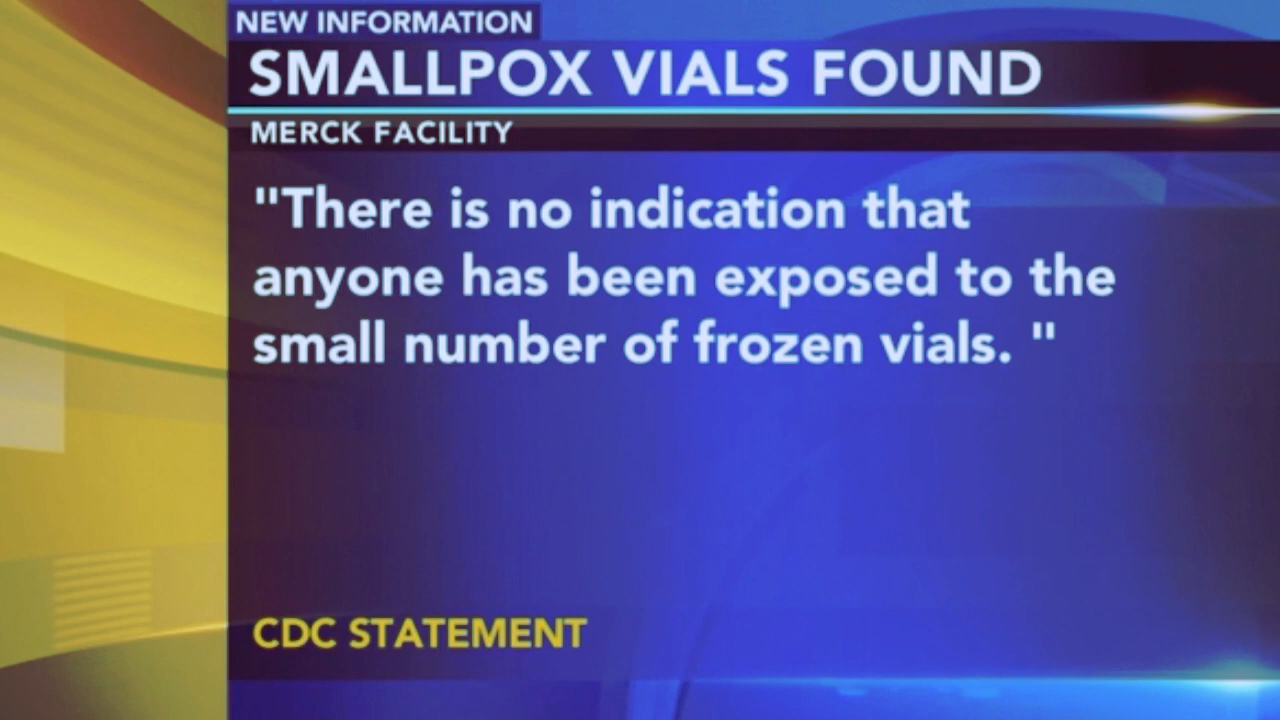 NEW INFORMATION
SMALLPOX VIALS FOUND
MERCK FACILITY
"There is no indication that
anyone has been exposed to the
small number of frozen vials. "
CDC STATEMENT